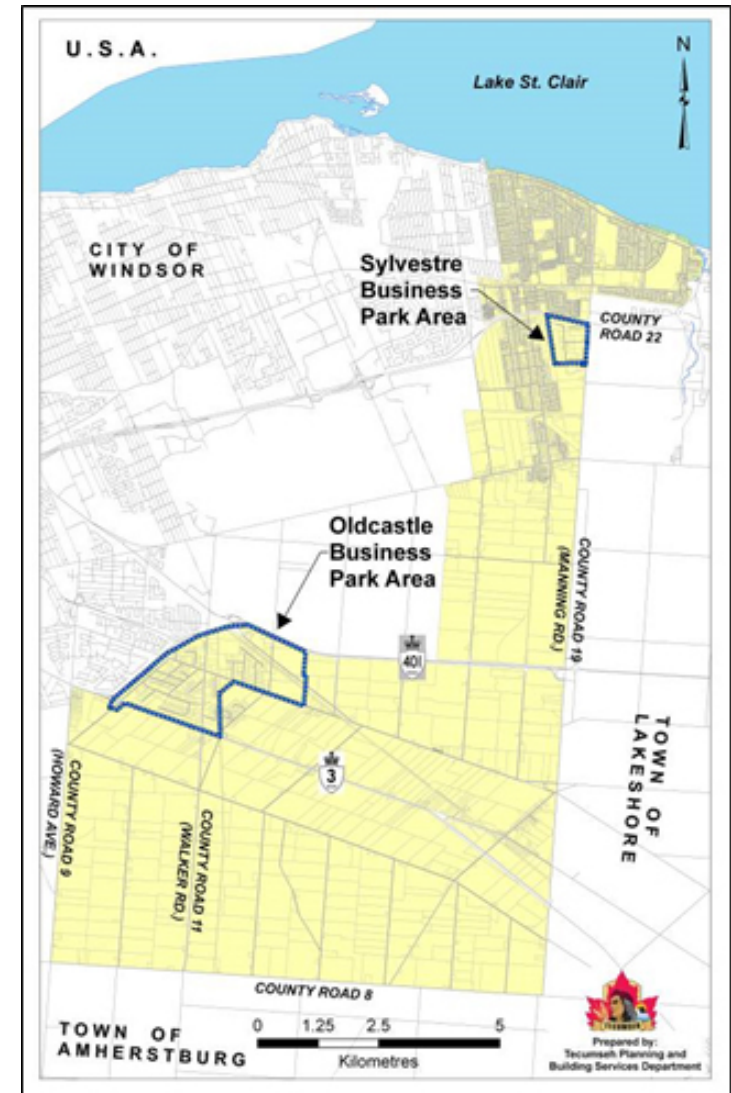 U.S.A.
N
Lake St. Clair
CITY OF
WINDSOR
Sylvestre
Business
Park Area
COUNTY
ROAD 22
Oldcastle
Business
Park Area
COUNTY ROAD 19
(MANNING RD.)
401
TOWN OF
LAKESHORE
3
COUNTY ROAD 9
(HOWARD AVE.)
COUNTY ROAD 11
(WALKER RD.)
COUNTY ROAD 8
TOWN OF
AMHERSTBURG
0 1.25 2.5 5
Kilometres
TECUMSEH
Prepared by:
Tecumseh Planning and
Building Services Department